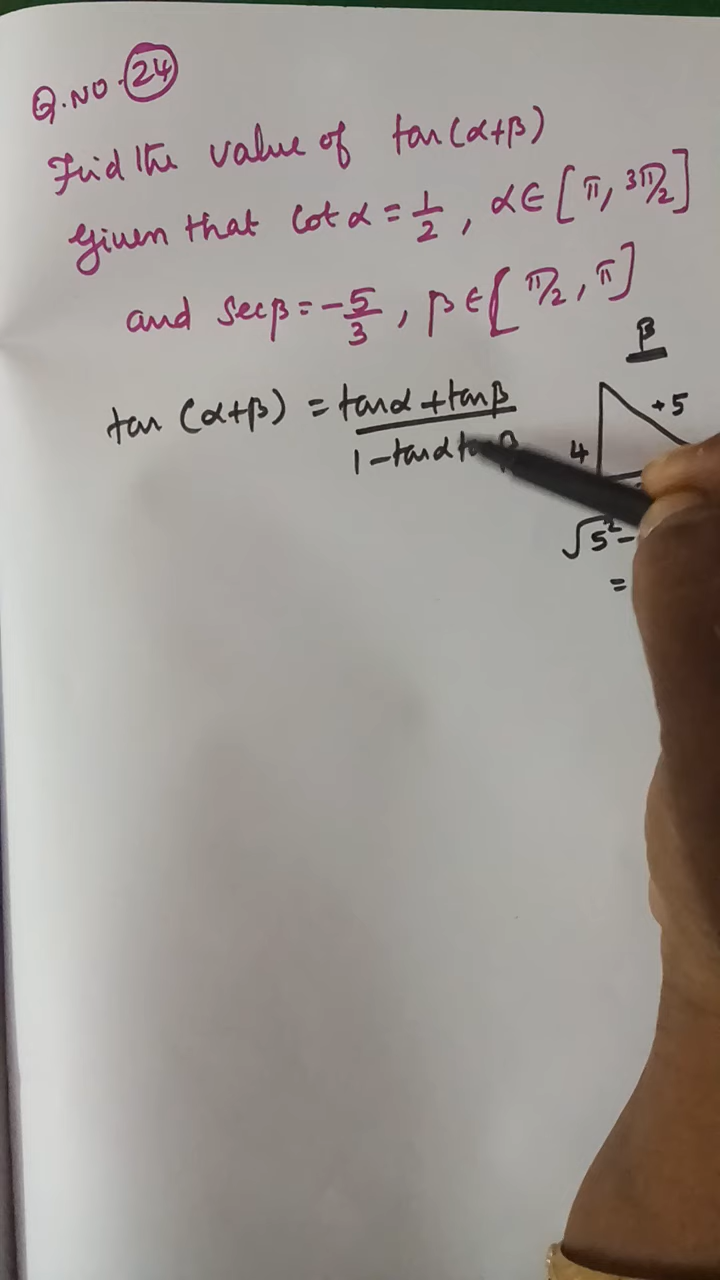 Q.NO. 24
Find the value of tan(α+β)
Given that cot α = 1/2, α∈[π, 3π/2]
and secβ = -5/3, β∈[π/2, π]
β
tan (α+β) = tanα + tanβ
1 - tanα
+5
4
√5² -
=